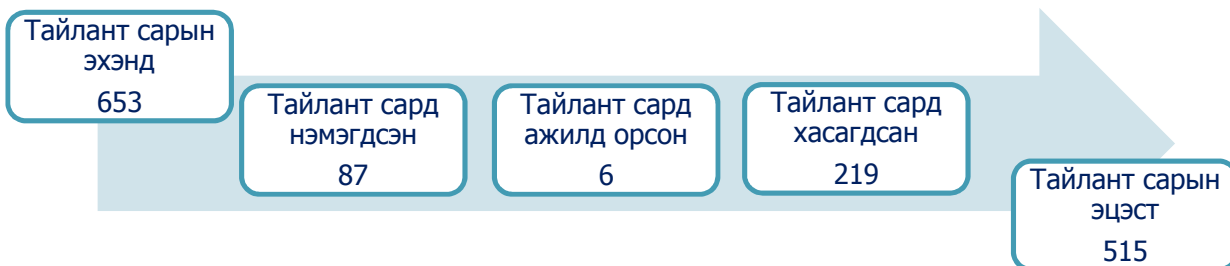 Тайлант сарын
эхэнд
653
Тайлант сард
нэмэгдсэн
87
Тайлант сард
ажилд орсон
6
Тайлант сард
хасагдсан
219
Тайлант сарын
эцэст
515